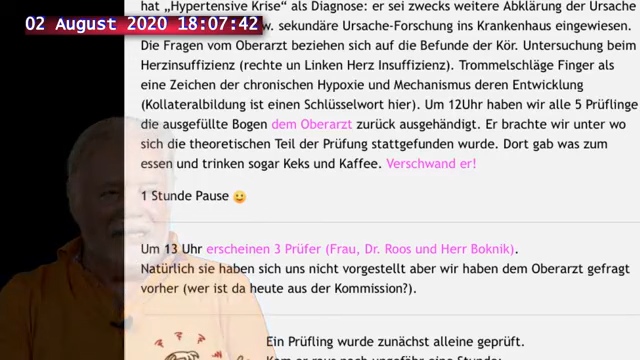 hat „Hypertensive Krise“ als Diagnose: er sei zwecks weitere Abklärung der Ursache
02 August 2020 18:07:42 w. sekundäre Ursache-Forschung ins Krankenhaus eingewiesen.
Die Fragen vom Oberarzt beziehen sich auf die Befunde der Kör. Untersuchung beim
Herzinsuffizienz (rechte un Linken Herz Insuffizienz). Trommelschläge Finger als
eine Zeichen der chronischen Hypoxie und Mechanismus deren Entwicklung
(Kollateralbildung ist einen Schlüsselwort hier). Um 12Uhr haben wir alle 5 Prüflinge
die ausgefüllte Bogen dem Oberarzt zurück ausgehändigt. Er brachte wir unter wo
sich die theoretischen Teil der Prüfung stattgefunden wurde. Dort gab was zum
essen und trinken sogar Keks und Kaffee. Verschwand er!
1 Stunde Pause 😛
Um 13 Uhr erscheinen 3 Prüfer (Frau, Dr. Roos und Herr Boknik).
Natürlich sie haben sich uns nicht vorgestellt aber wir haben dem Oberarzt gefragt
vorher (wer ist da heute aus der Kommission?).
Ein Prüfling wurde zunächst alleine geprüft.